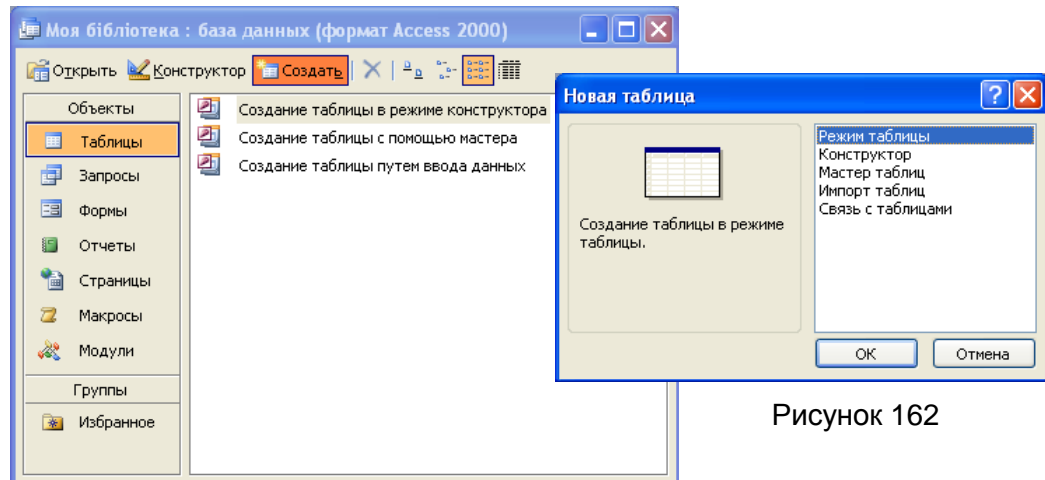 Моя бібліотека : база данных (формат Access 2000)
Открыть Конструктор Создать
Объекты
Таблицы
Запросы
Формы
Отчеты
Страницы
Макросы
Модули
Группы
Избранное
Создание таблицы в режиме конструктора
Создание таблицы с помощью мастера
Создание таблицы путем ввода данных
Новая таблица
Создание таблицы в режиме
таблицы.
Режим таблицы
Конструктор
Мастер таблиц
Импорт таблиц
Связь с таблицами
ОК Отмена
Рисунок 162